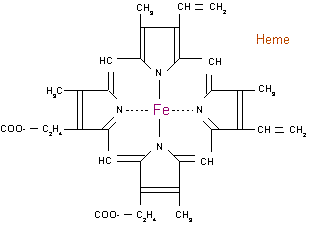 CH3 CH=CH2
Heme
HC CH
H3C N CH3
N Fe N
COO- - C2H4 N CH=CH2
HC CH
COO- - C2H4 CH3